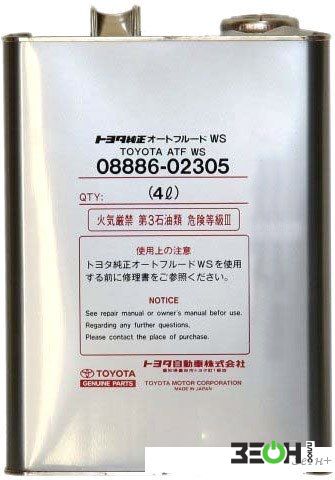 トヨタ純正オートフルード WS
TOYOTA ATF WS
08886-02305
QTY: (4ℓ)
火気厳禁 第3石油類 危険等級Ⅲ
使用上の注意
トヨタ純正オートフルードWSを使用
する前に修理書をご参照ください。
NOTICE
See repair manual or owner's manual befor use.
Regarding any further questions,
Please contact the place of purchase.
TOYOTA
GENUINE PARTS
トヨタ自動車株式会社
TOYOTA MOTOR CORPORATION
MADE IN JAPAN
ЗЕОН